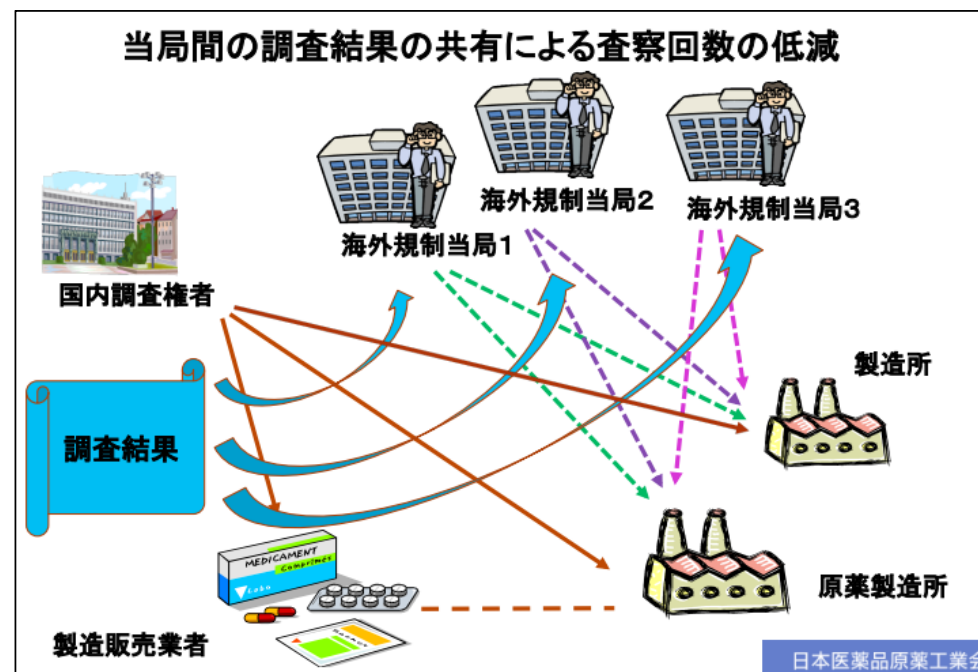 当局間の調査結果の共有による査察回数の低減
海外規制当局1
海外規制当局2
海外規制当局3
国内調査権者
調査結果
製造所
MEDICAMENT
Comprimés
Labo
原薬製造所
製造販売業者
日本医薬品原薬工業会